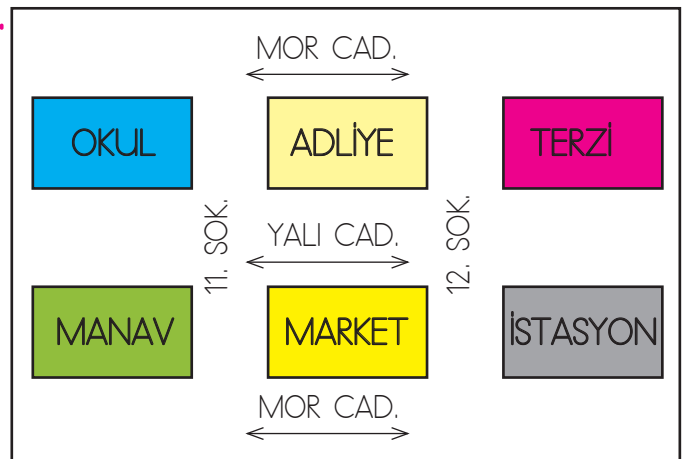 MOR CAD.
OKUL
ADLİYE
TERZİ
11. SOK.
YALI CAD.
12. SOK.
MANAV
MARKET
İSTASYON
MOR CAD.